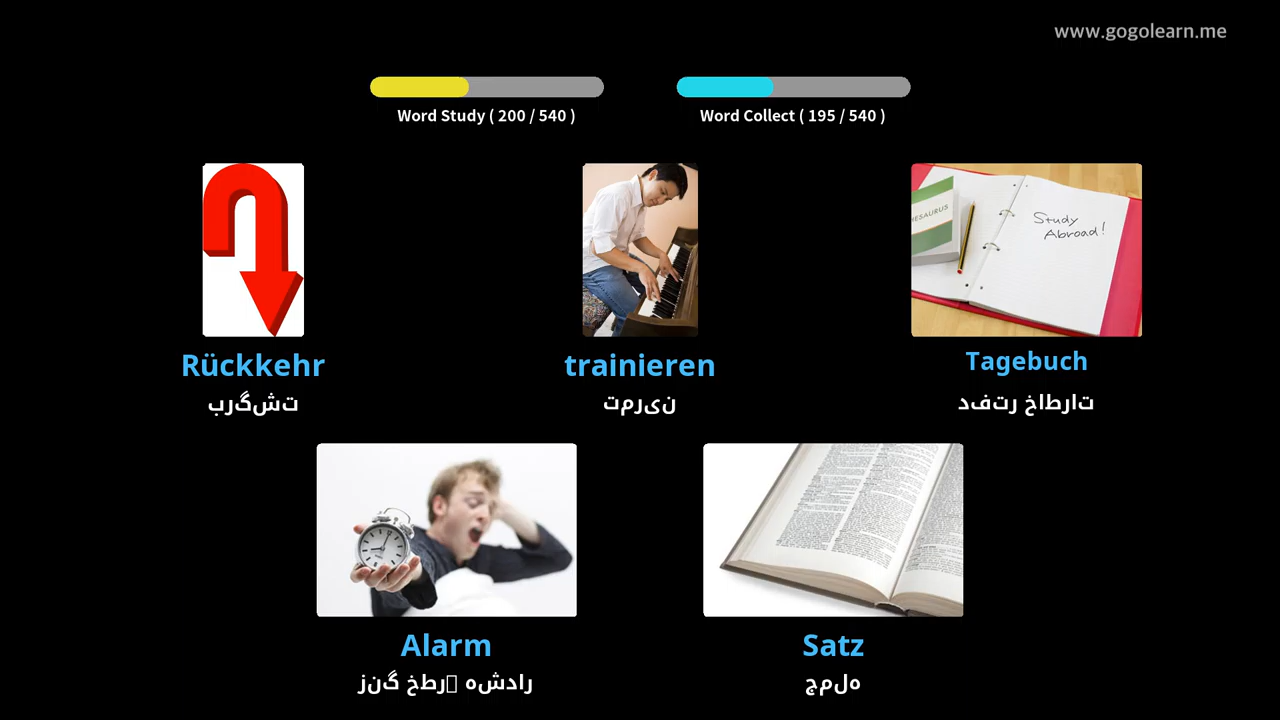 www.gogolearn.me
Word Study ( 200 / 540 )
Word Collect ( 195 / 540 )
THESAURUS
Study
Abroad!
Rückkehr
برگشت
trainieren
تمرین
Tagebuch
دفتر خاطرات
Alarm
زنگ خطر□ هشدار
Satz
جمله